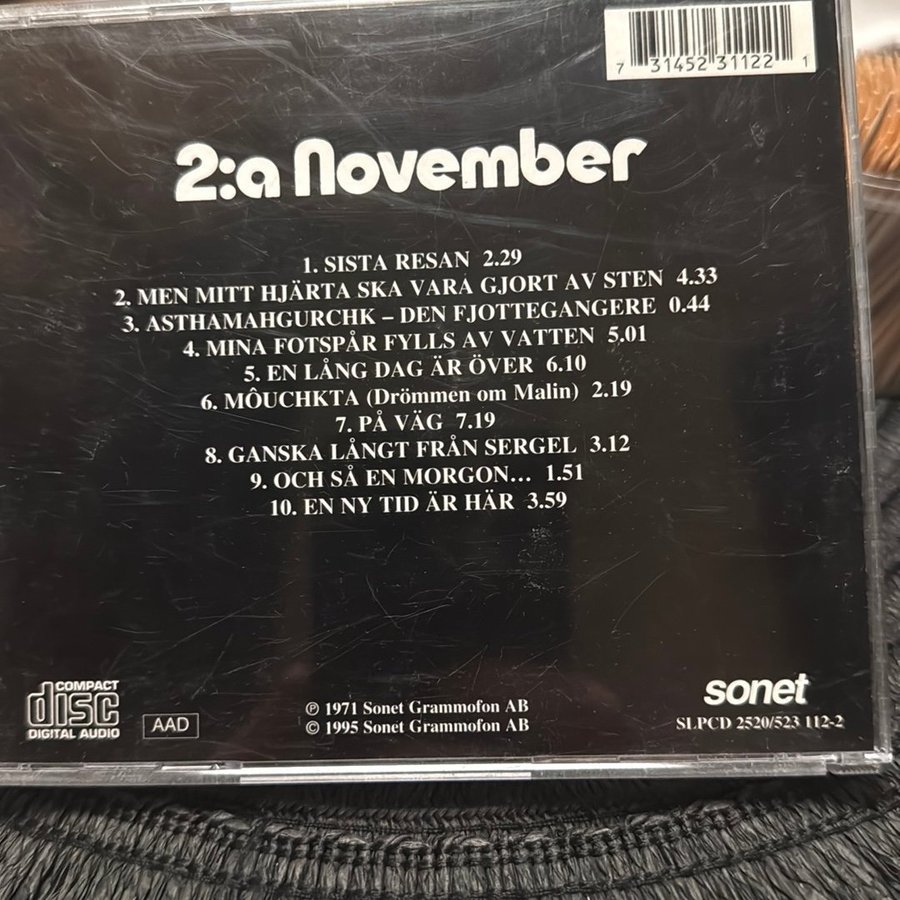 7 31452 31122 1
2:a November
1. SISTA RESAN 2.29
2. MEN MITT HJÄRTA SKA VARA GJORT AV STEN 4.33
3. ASTHAMAHGURCHK – DEN FJOTTEGANGERE 0.44
4. MINA FOTSPÅR FYLLS AV VATTEN 5.01
5. EN LÅNG DAG ÄR ÖVER 6.10
6. MÔUCHKTA (Drömmen om Malin) 2.19
7. PÅ VÄG 7.19
8. GANSKA LÅNGT FRÅN SERGEL 3.12
9. OCH SÅ EN MORGON... 1.51
10. EN NY TID ÄR HÄR 3.59
COMPACT
disc
DIGITAL AUDIO
AAD
℗ 1971 Sonet Grammofon AB
© 1995 Sonet Grammofon AB
sonet
SLPCD 2520/523 112-2